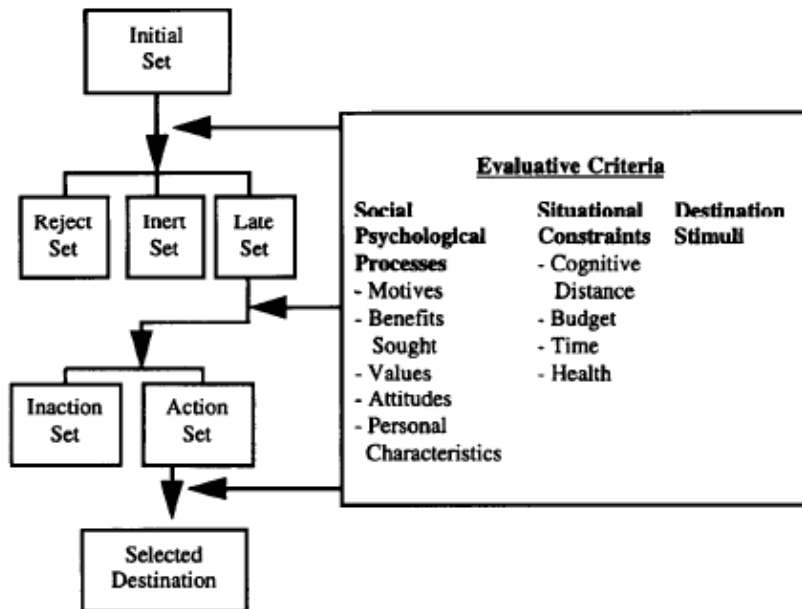 Initial
Set
Reject
Set
Inert
Set
Late
Set
Inaction
Set
Action
Set
Selected
Destination
Evaluative Criteria
Social
Psychological
Processes
- Motives
- Benefits
Sought
- Values
- Attitudes
- Personal
Characteristics
Situational
Constraints
- Cognitive
Distance
- Budget
- Time
- Health
Destination
Stimuli